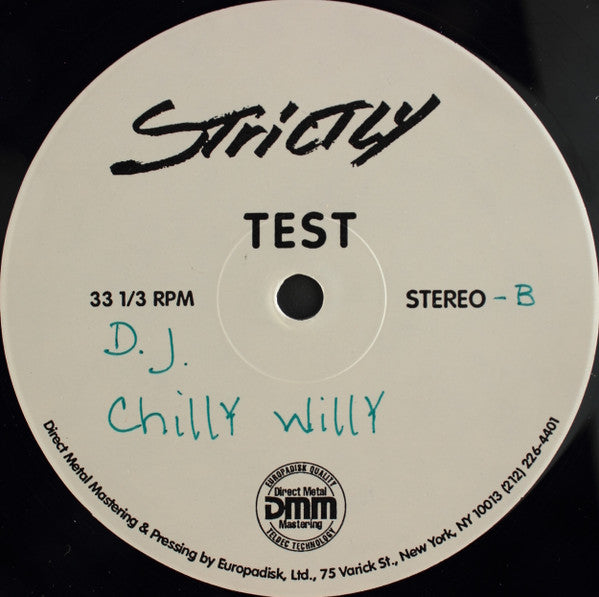 Strictly
TEST
33 1/3 RPM
STEREO - B
D.J.
Chilly Willy
EUROPADISK QUALITY
Direct Metal
DMM
Mastering
TELDEC TECHNOLOGY
Direct Metal Mastering & Pressing by Europadisk, Ltd., 75 Varick St., New York, NY 10013 (212) 226-4401